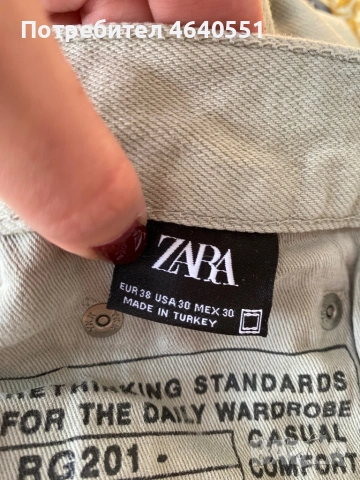 Потребител 4640551
ZARA
EUR 38 USA 30 MEX 30
MADE IN TURKEY
RETHINKING STANDARDS
FOR THE DAILY WARDROBE
RG201 • CASUAL
COMFORT